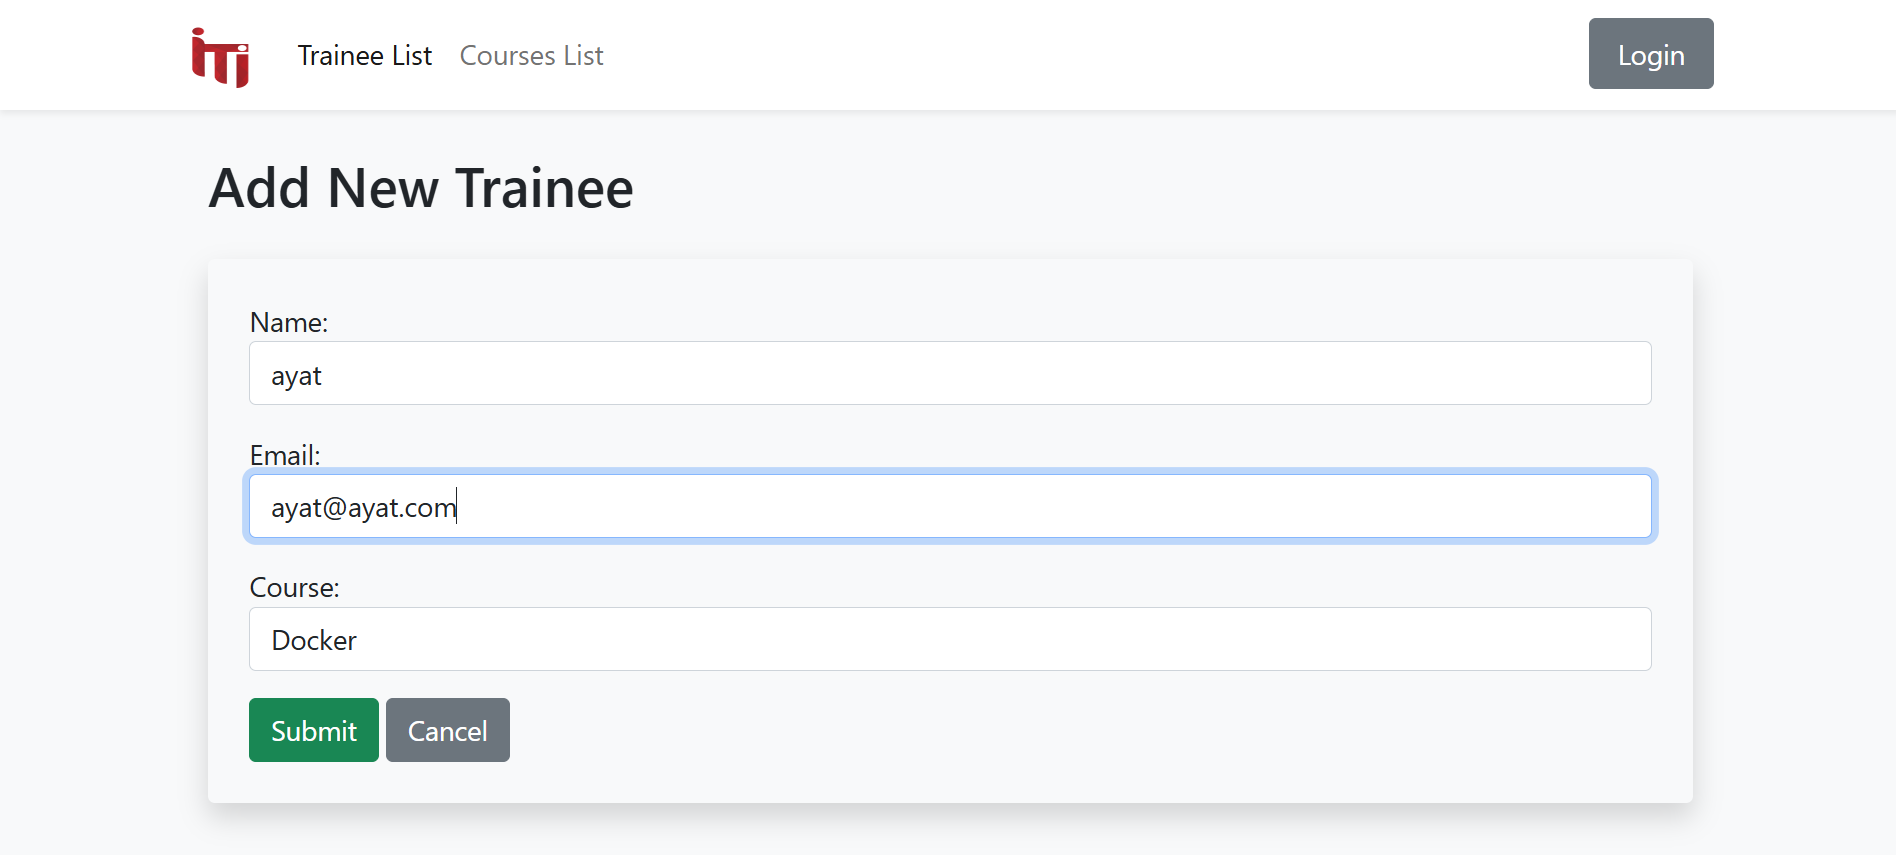 iTi
Trainee List
Courses List
Login
Add New Trainee
Name:
ayat
Email:
ayat@ayat.com
Course:
Docker
Submit
Cancel